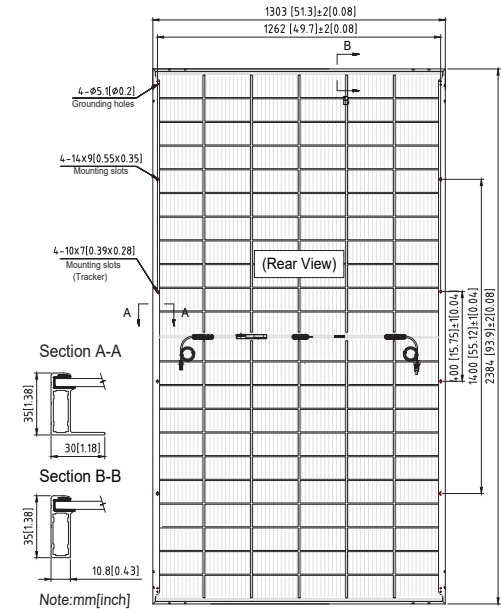 1303 [51.3]±2[0.08]
1262 [49.7]±2[0.08]
B
B
4-Ø5.1[Ø0.2]
Grounding holes
4-14x9[0.55x0.35]
Mounting slots
4-10x7[0.39x0.28]
Mounting slots
(Tracker)
(Rear View)
A
A
400 [15.75]±1[0.04]
1400 [55.12]±1[0.04]
2384 [93.9]±2[0.08]
Section A-A
35[1.38]
30[1.18]
Section B-B
35[1.38]
10.8[0.43]
Note:mm[inch]